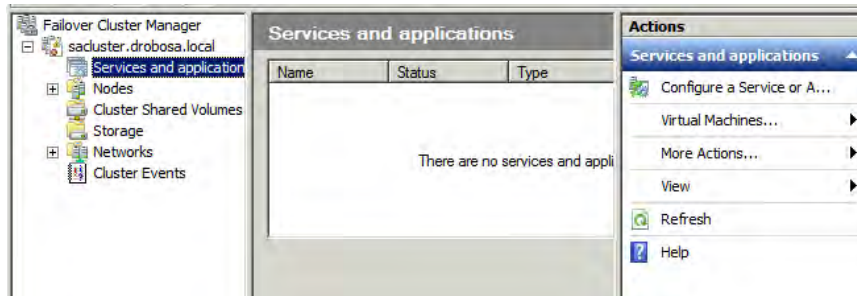 Failover Cluster Manager
sacluster.drobosa.local
Services and application
Nodes
Cluster Shared Volumes
Storage
Networks
Cluster Events
Services and applications
Name Status Type
There are no services and appli
Actions
Services and applications
Configure a Service or A...
Virtual Machines...
More Actions...
View
Refresh
Help